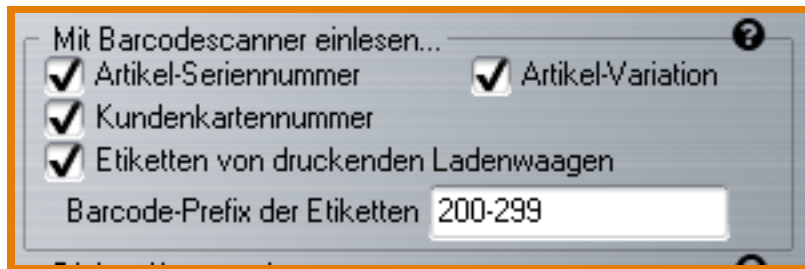 Mit Barcodescanner einlesen... ?
Artikel-Seriennummer Artikel-Variation
Kundenkartennummer
Etiketten von druckenden Ladenwaagen
Barcode-Prefix der Etiketten 200-299